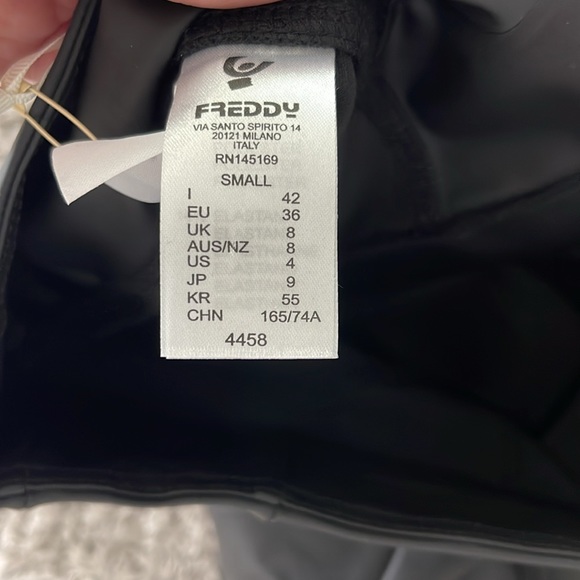 FREDDY
VIA SANTO SPIRITO 14
20121 MILANO
ITALY
RN145169
SMALL
I 42
EU 36
UK 8
AUS/NZ 8
US 4
JP 9
KR 55
CHN 165/74A
4458